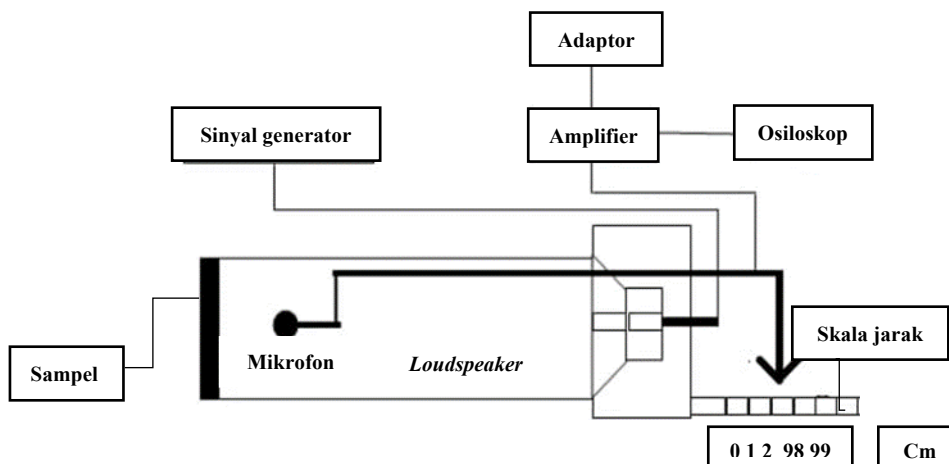 Adaptor
Sinyal generator
Amplifier
Osiloskop
Skala jarak
Mikrofon
Loudspeaker
Sampel
0 1 2 98 99
Cm